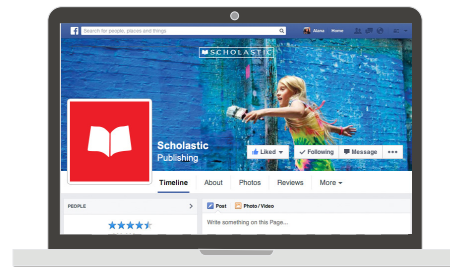 Search for people, places and things
Alana Home
SCHOLASTIC
Scholastic
Publishing
Liked
Following
Message
Timeline About Photos Reviews More
PEOPLE
Post Photo / Video
Write something on this Page...